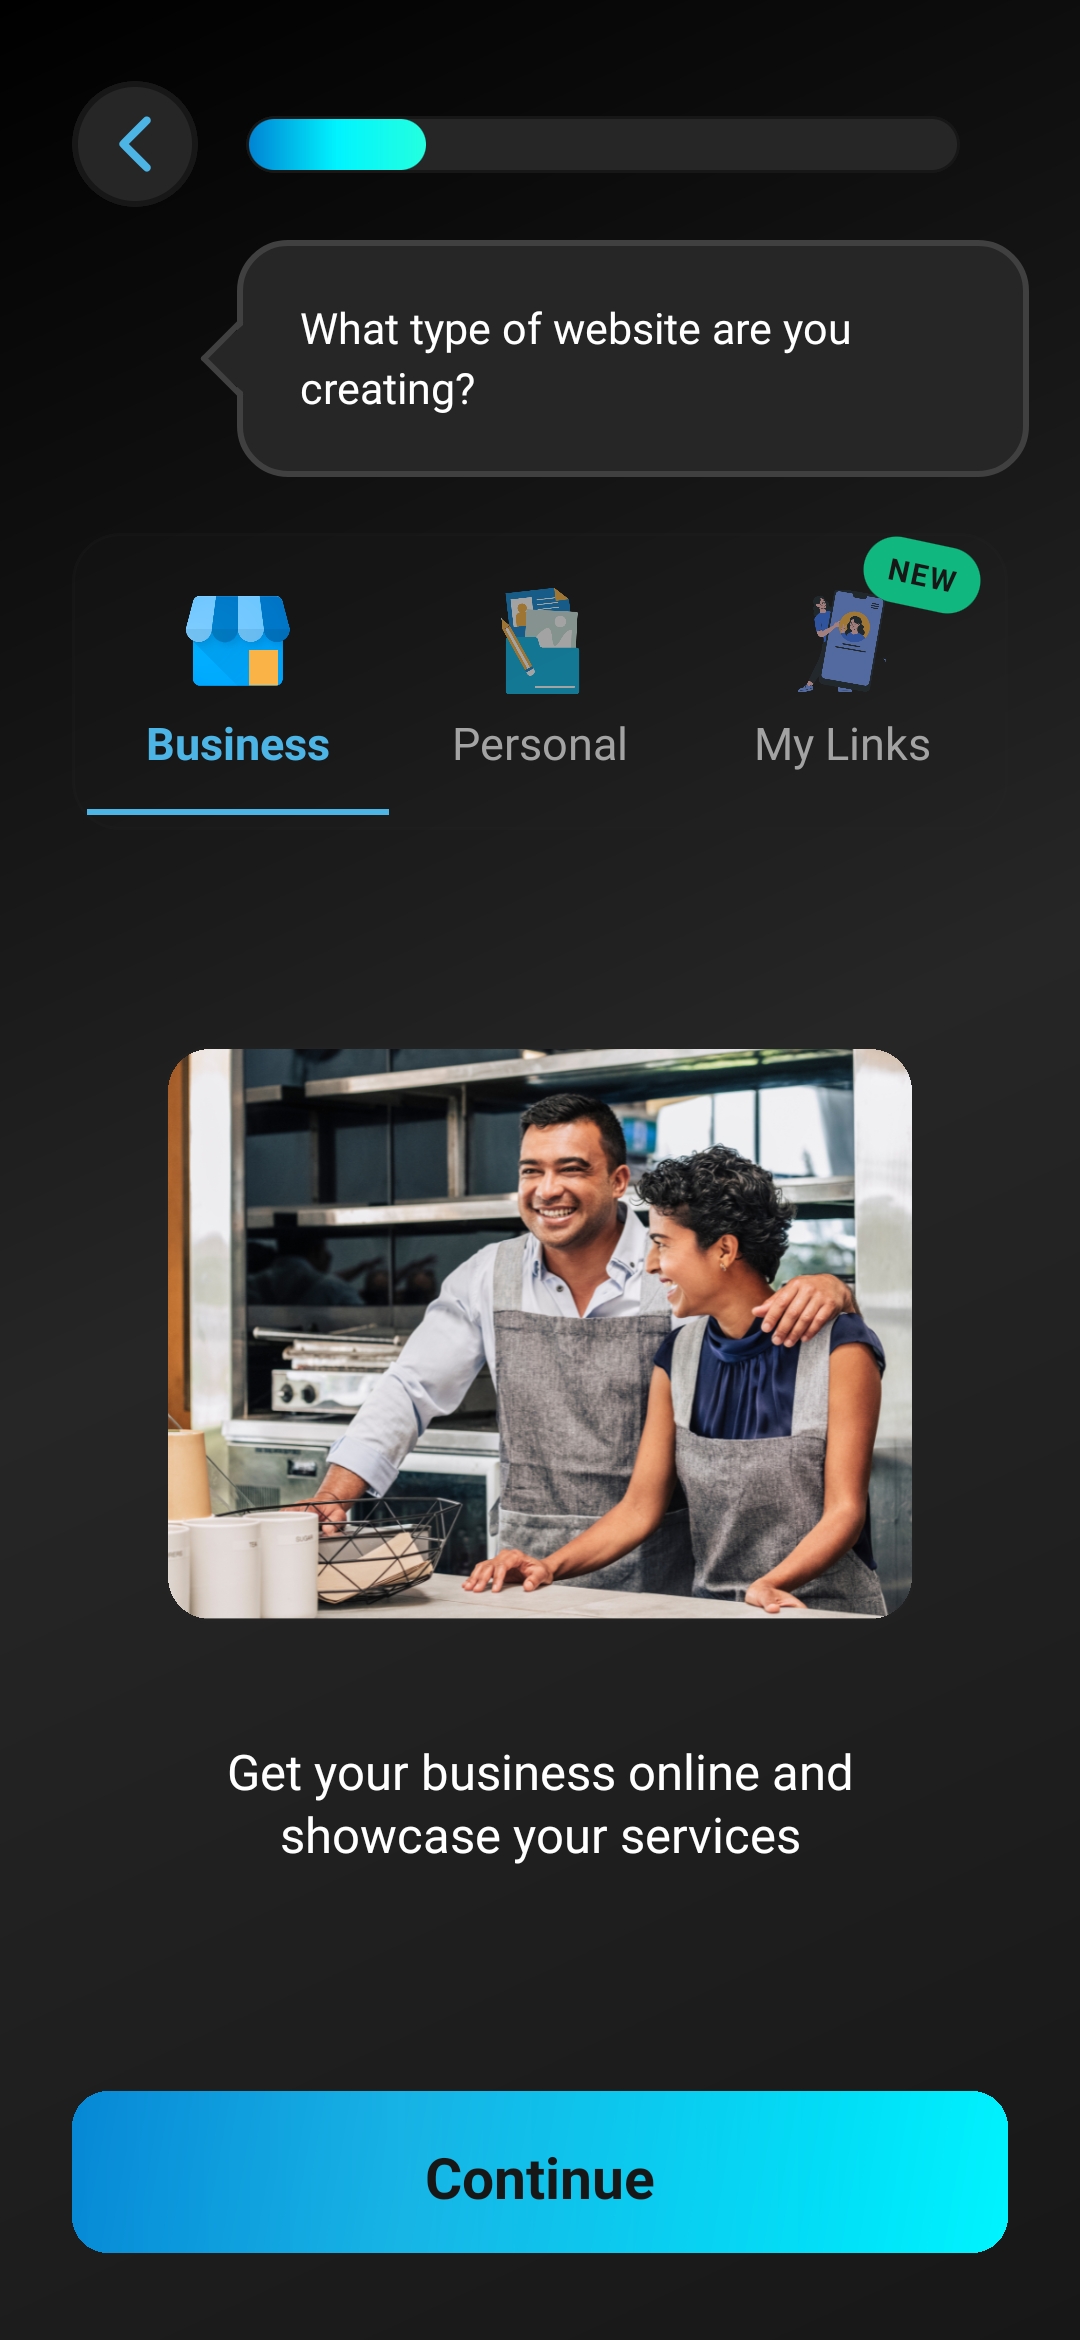 What type of website are you
creating?
NEW
Business
Personal
My Links
Get your business online and
showcase your services
Continue